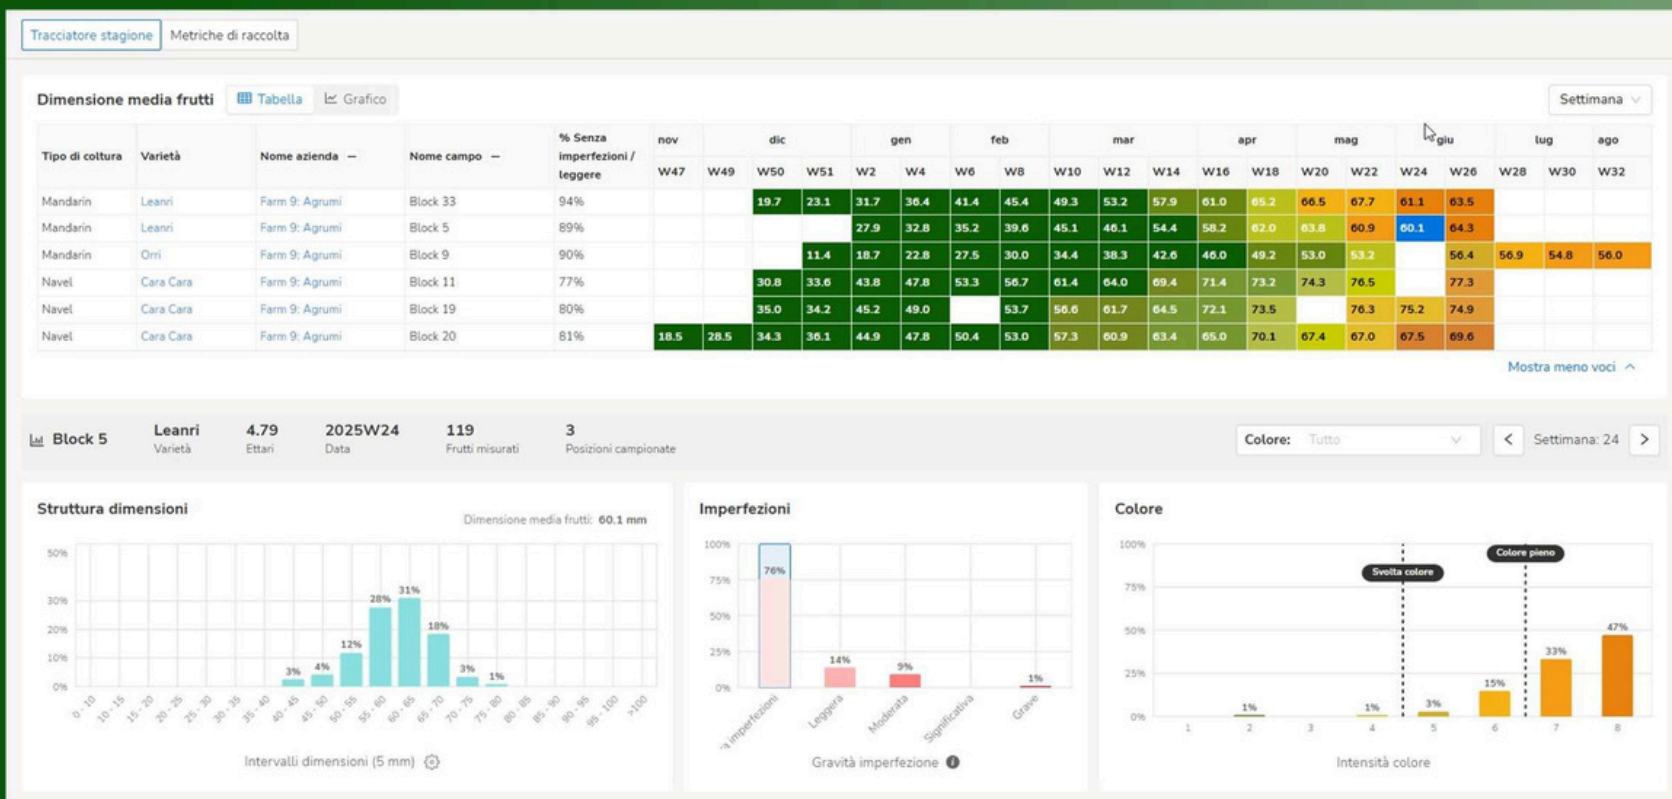 Tracciatore stagione Metriche di raccolta
Dimensione media frutti Tabella Grafico Settimana
Tipo di coltura Varietà Nome azienda – Nome campo – % Senza imperfezioni / leggere nov dic gen feb mar apr mag giu lug ago
W47 W49 W50 W51 W2 W4 W6 W8 W10 W12 W14 W16 W18 W20 W22 W24 W26 W28 W30 W32
Mandarin Leanri Farm 9: Agrumi Block 33 94% 19.7 23.1 31.7 36.4 41.4 45.4 49.3 53.2 57.9 61.0 65.2 66.5 67.7 61.1 63.5
Mandarin Leanri Farm 9: Agrumi Block 5 89% 27.9 32.8 35.2 39.6 45.1 46.1 54.4 58.2 62.0 63.8 60.9 60.1 64.3
Mandarin Orri Farm 9: Agrumi Block 9 90% 11.4 18.7 22.8 27.5 30.0 34.4 38.3 42.6 46.0 49.2 53.0 53.2 56.4 56.9 54.8 56.0
Navel Cara Cara Farm 9: Agrumi Block 11 77% 30.8 33.6 43.8 47.8 53.3 56.7 61.4 64.0 69.4 71.4 73.2 74.3 76.5 77.3
Navel Cara Cara Farm 9: Agrumi Block 19 80% 35.0 34.2 45.2 49.0 53.7 56.6 61.7 64.5 72.1 73.5 76.3 75.2 74.9
Navel Cara Cara Farm 9: Agrumi Block 20 81% 18.5 28.5 34.3 36.1 44.9 47.8 50.4 53.0 57.3 60.9 63.4 65.0 70.1 67.4 67.0 67.5 69.6
Mostra meno voci
Block 5 Leanri 4.79 2025W24 119 3
Varietà Ettari Data Frutti misurati Posizioni campionate
Colore: Tutto Settimana: 24
Struttura dimensioni
Dimensione media frutti: 60.1 mm
50%
30%
20%
10%
0%
3% 4% 12% 28% 31% 18% 3% 1%
0 - 10 10 - 15 15 - 20 20 - 25 25 - 30 30 - 35 35 - 40 40 - 45 45 - 50 50 - 55 55 - 60 60 - 65 65 - 70 70 - 75 75 - 80 80 - 85 85 - 90 90 - 95 95 - 100 >100
Intervalli dimensioni (5 mm)
Imperfezioni
100%
75%
50%
25%
0%
76% 14% 9% 1%
a imperfezioni Leggera Moderata Significativa Grave
Gravità imperfezione
Colore
100%
75%
50%
25%
0%
Svolta colore
Colore pieno
1% 1% 3% 15% 33% 47%
1 2 3 4 5 6 7 8
Intensità colore